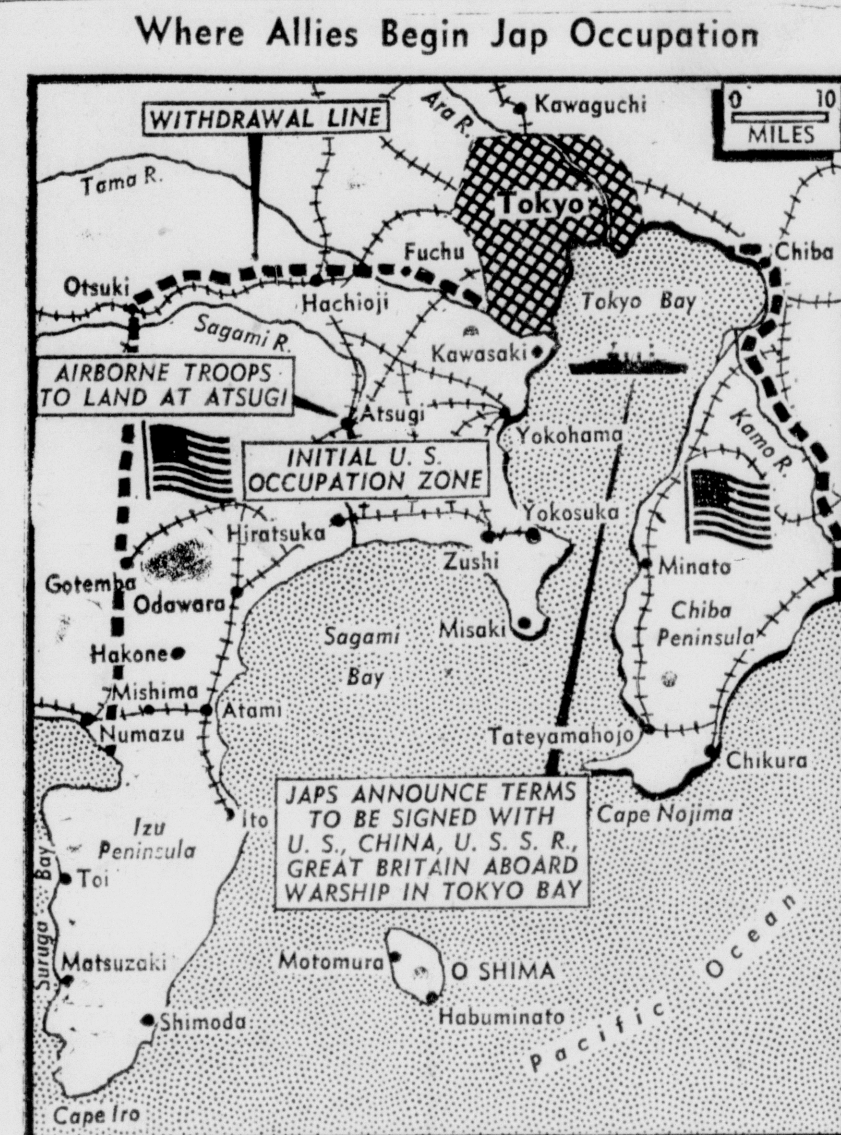 Where Allies Begin Jap Occupation
WITHDRAWAL LINE
Ara R.
Kawaguchi
0 10
MILES
Tama R.
Tokyo
Otsuki
Fuchu
Chiba
Hachioji
Tokyo Bay
Sagami R.
Kawasaki
AIRBORNE TROOPS
TO LAND AT ATSUGI
Atsugi
Yokohama
Kamo R.
INITIAL U. S.
OCCUPATION ZONE
Hiratsuka
Yokosuka
Zushi
Gotemba
Odawara
Minato
Hakone
Sagami
Bay
Misaki
Chiba
Peninsula
Mishima
Atami
Numazu
Tateyamahojo
Chikura
JAPS ANNOUNCE TERMS
TO BE SIGNED WITH
U. S., CHINA, U. S. S. R.,
GREAT BRITAIN ABOARD
WARSHIP IN TOKYO BAY
Cape Nojima
Ito
Izu
Peninsula
Toi
Suruga Bay
Matsuzaki
Motomura
O SHIMA
Habuminato
Pacific Ocean
Shimoda
Cape Iro